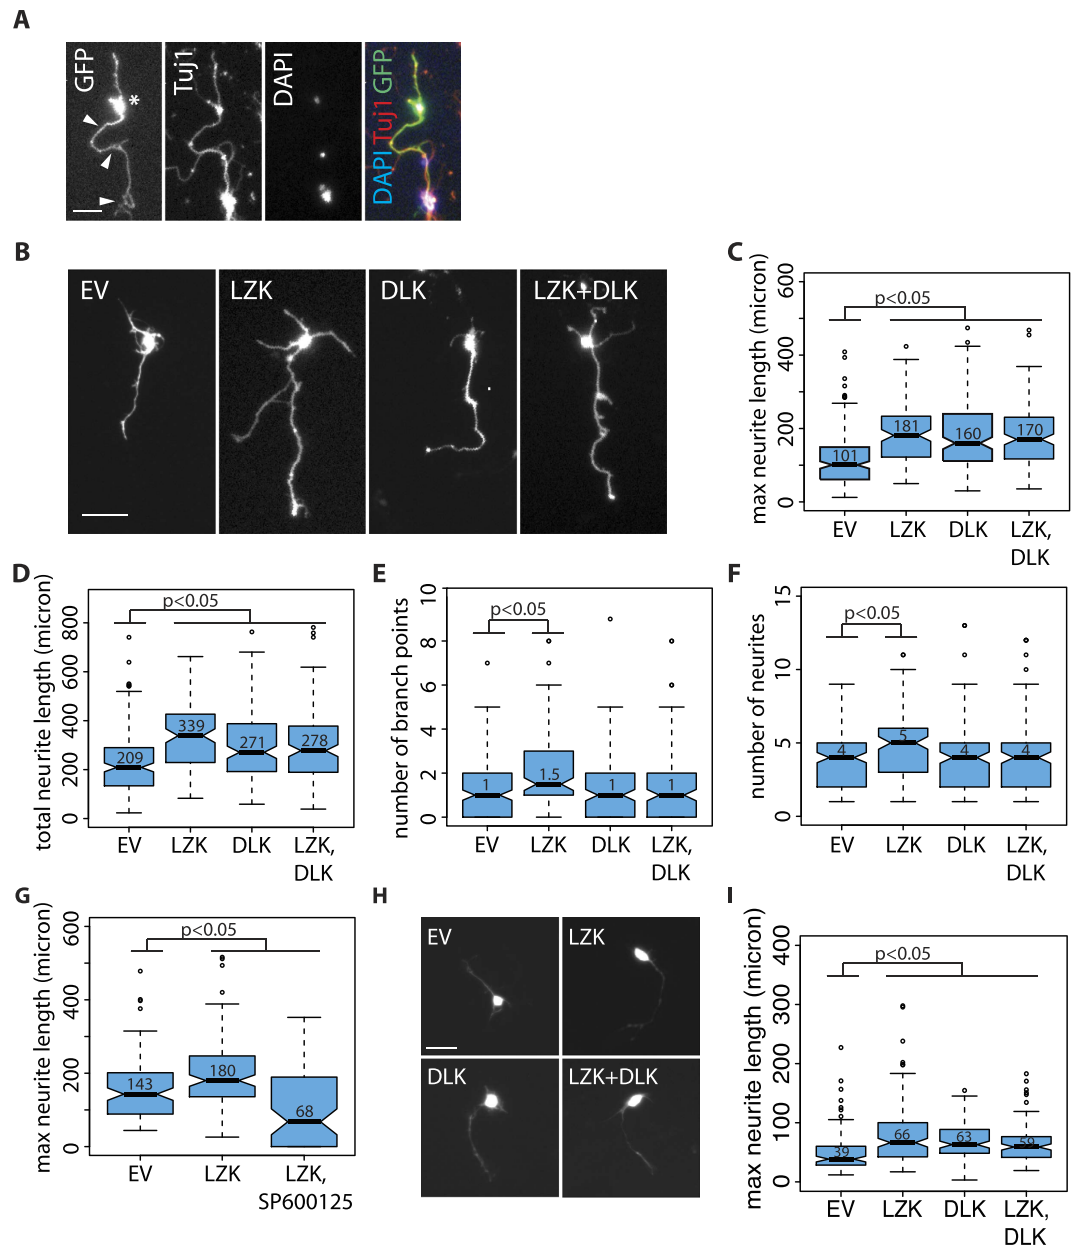 A
GFP
*
Tuj1
DAPI
DAPI Tuj1 GFP
B
EV
LZK
DLK
LZK+DLK
C
max neurite length (micron)
600
400
200
0
p<0.05
101
181
160
170
EV
LZK
DLK
LZK,
DLK
D
total neurite length (micron)
800
600
400
200
0
p<0.05
209
339
271
278
EV
LZK
DLK
LZK,
DLK
E
number of branch points
10
8
6
4
2
0
p<0.05
1
1.5
1
1
EV
LZK
DLK
LZK,
DLK
F
number of neurites
15
10
5
0
p<0.05
4
5
4
4
EV
LZK
DLK
LZK,
DLK
G
max neurite length (micron)
600
400
200
0
p<0.05
143
180
68
EV
LZK
LZK,
SP600125
H
EV
LZK
DLK
LZK+DLK
I
max neurite length (micron)
400
300
200
100
0
p<0.05
39
66
63
59
EV
LZK
DLK
LZK,
DLK